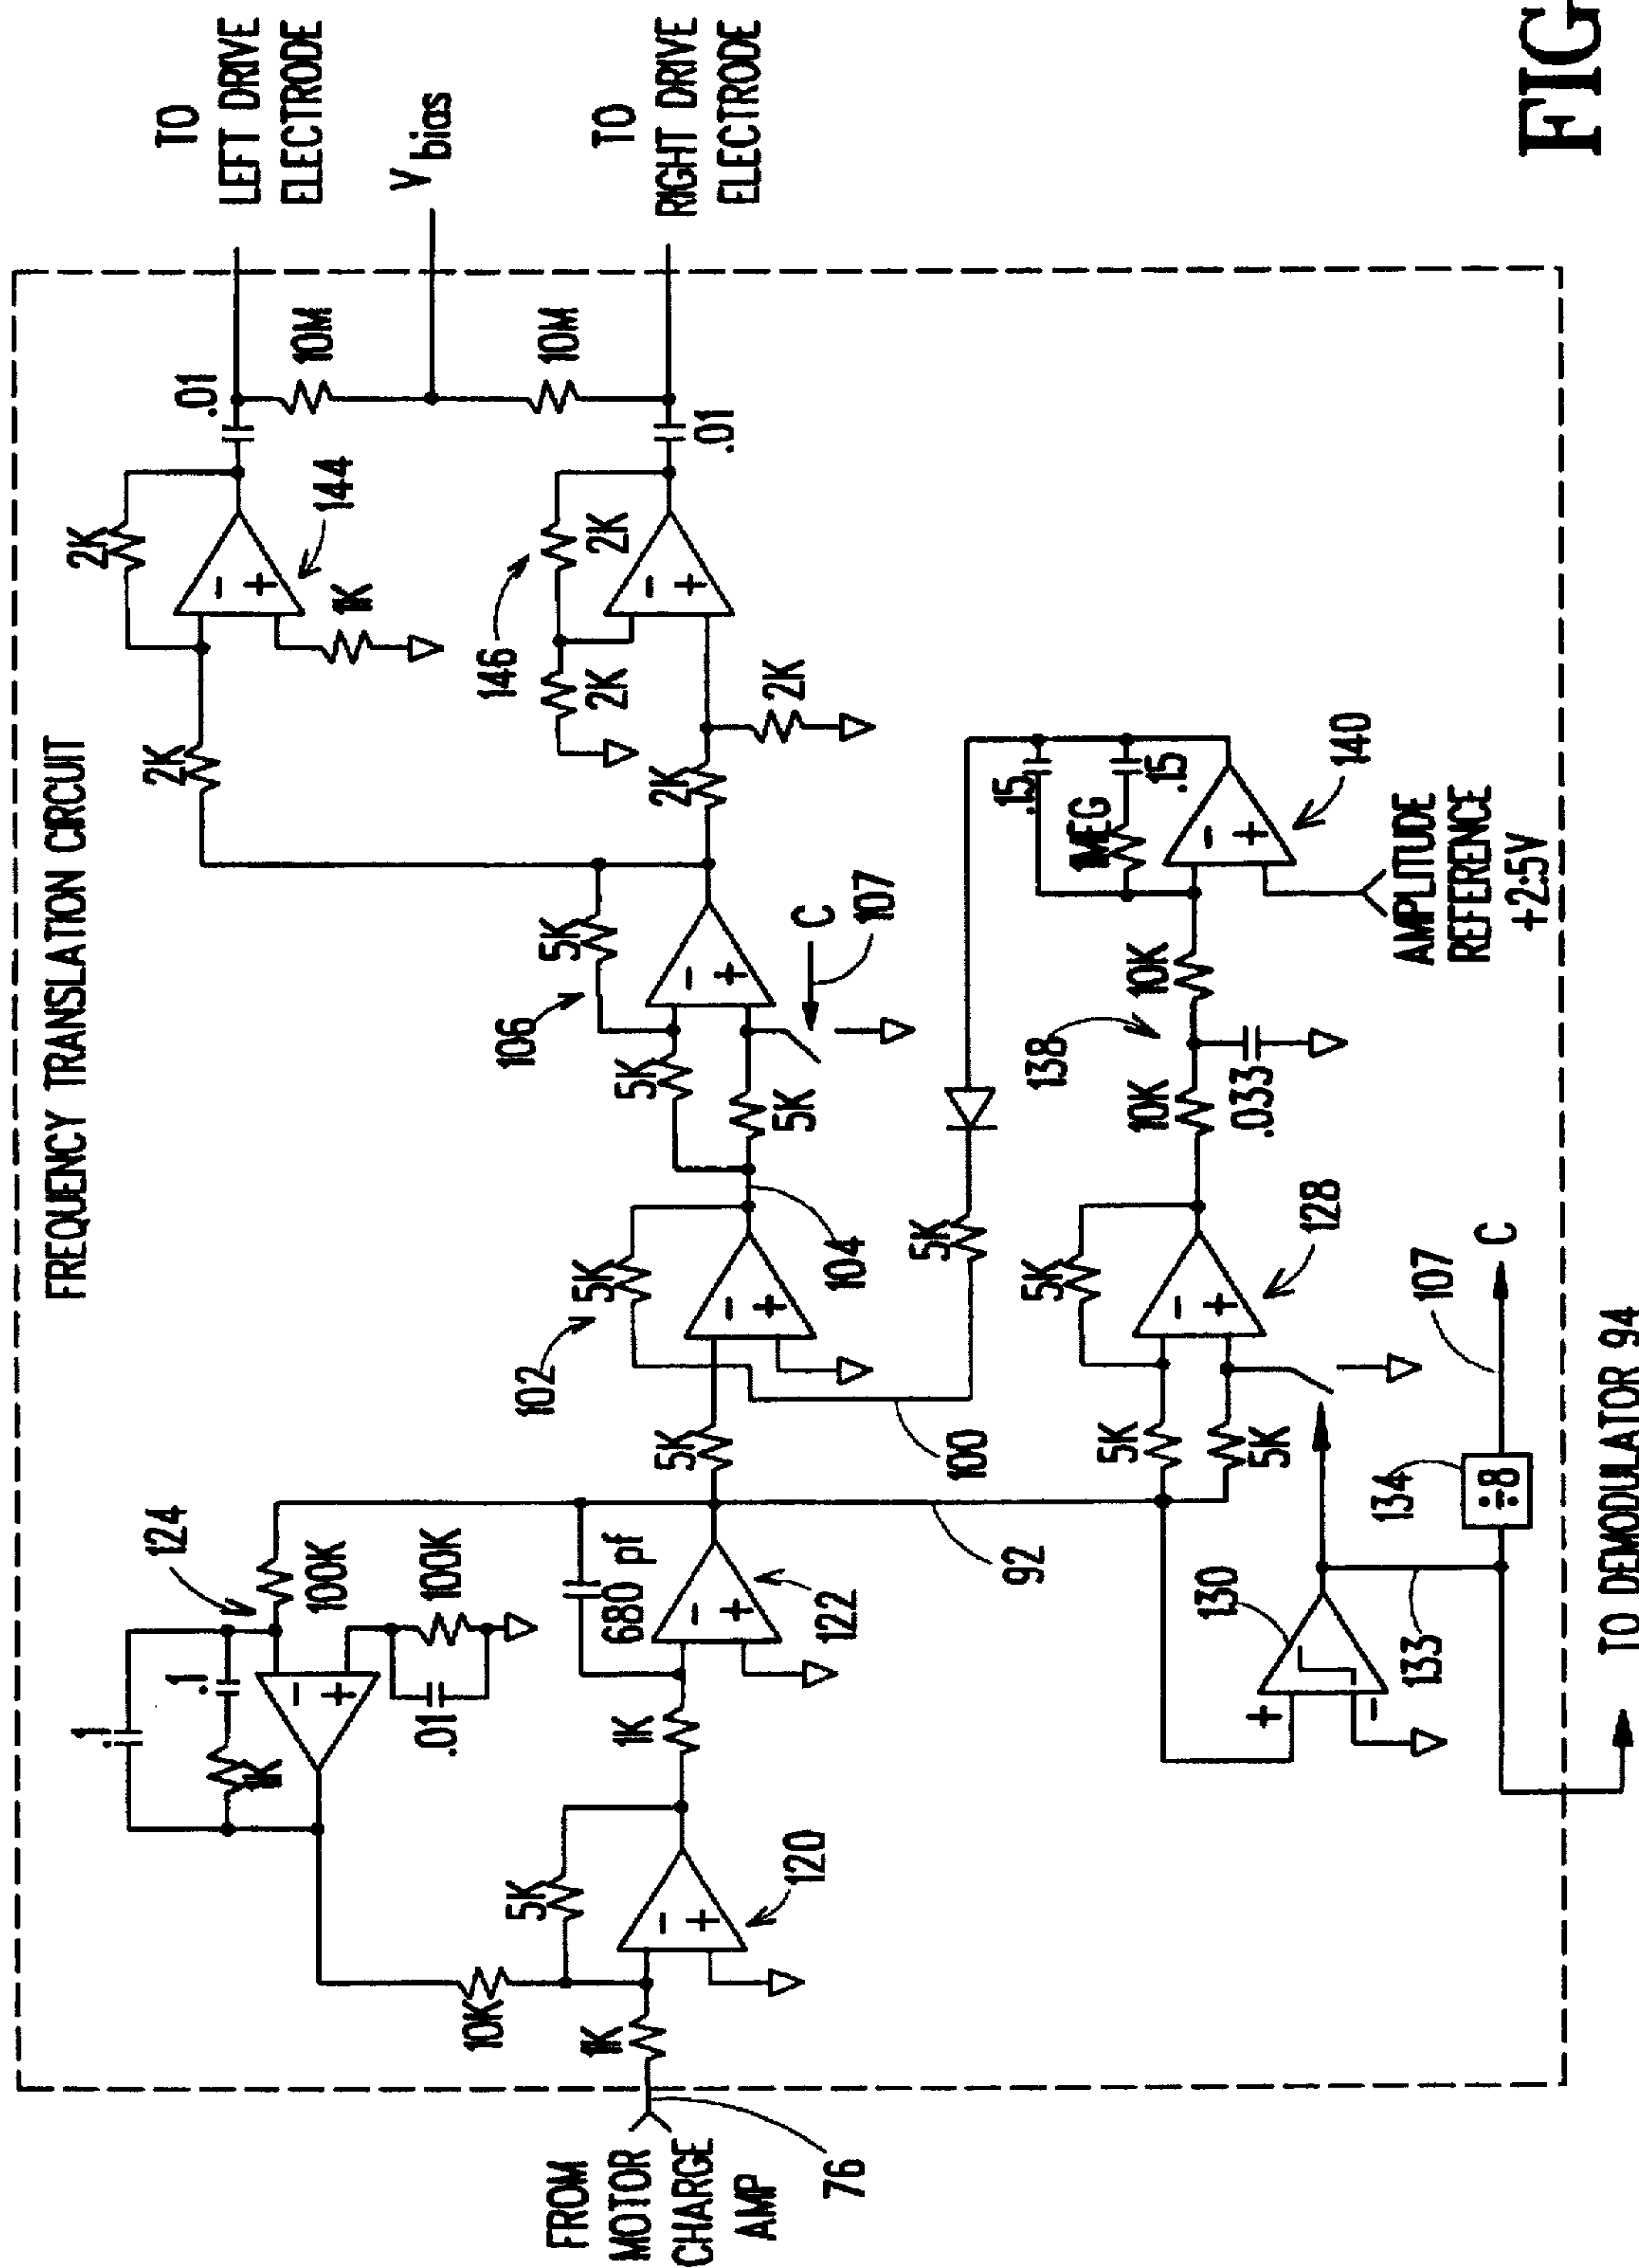 FREQUENCY TRANSLATION CIRCUIT
FROM
MOTOR
CHARGE
AMP
76
1K
10K
5K
-
+
120
.1
.1
1K
-
+
.01
100K
100K
124
1K
680 pf
-
+
122
92
5K
102
5K
-
+
100
104
5K
5K
106
5K
-
+
C
107
2K
2K
-
+
1K
144
2K
2K
146
2K
2K
2K
-
+
.01
10M
10M
.01
TO
LEFT DRIVE
ELECTRODE
V bias
TO
RIGHT DRIVE
ELECTRODE
130
+
-
133
134
÷8
107
C
5K
5K
5K
-
+
128
5K
10K
138
.033
10K
.15
1MEG
.15
-
+
140
AMPLITUDE
REFERENCE
+2.5V
TO DEMODULATOR 94
FIG